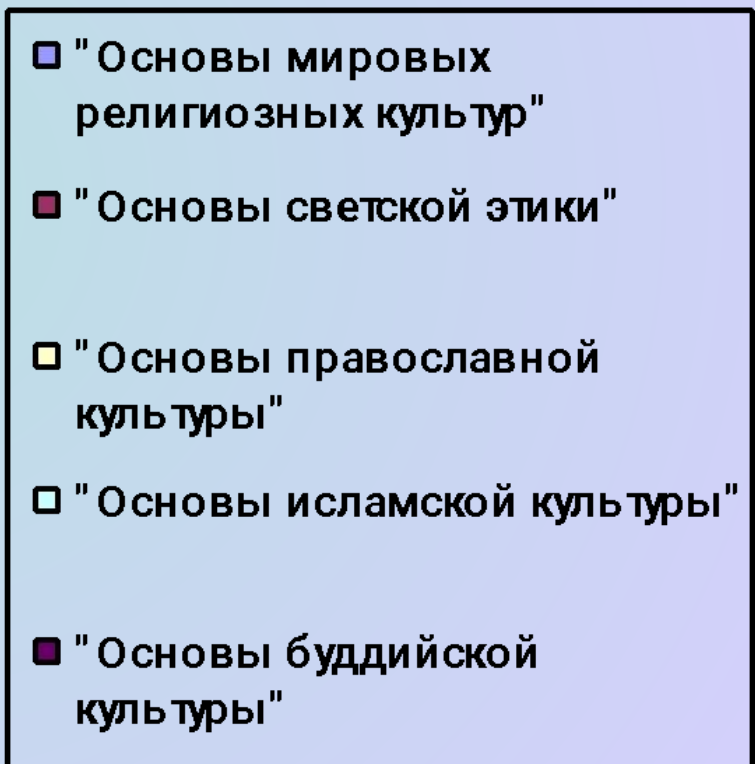 "Основы мировых
религиозных культур"
"Основы светской этики"
"Основы православной
культуры"
"Основы исламской культуры"
"Основы буддийской
культуры"